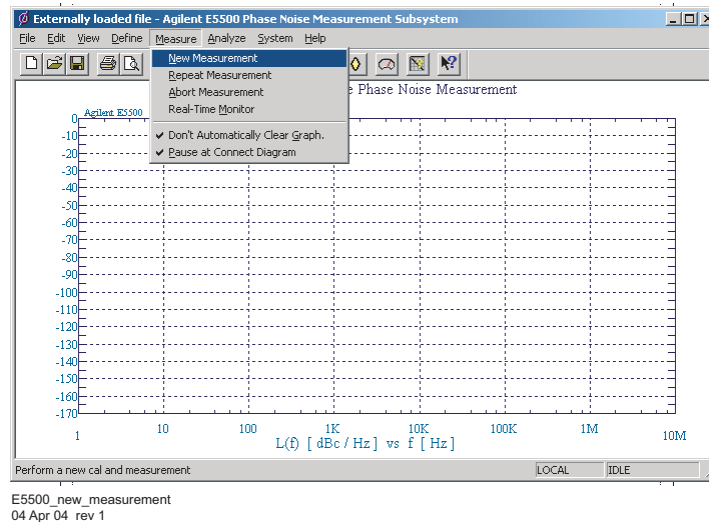 Externally loaded file - Agilent E5500 Phase Noise Measurement Subsystem
File Edit View Define Measure Analyze System Help
New Measurement
Repeat Measurement
Abort Measurement
Real-Time Monitor
✔ Don't Automatically Clear Graph.
✔ Pause at Connect Diagram
e Phase Noise Measurement
Agilent E5500
0
-10
-20
-30
-40
-50
-60
-70
-80
-90
-100
-110
-120
-130
-140
-150
-160
-170
1 10 100 1K 10K 100K 1M 10M
L(f) [ dBc / Hz ] vs f [ Hz ]
Perform a new cal and measurement LOCAL IDLE
E5500_new_measurement
04 Apr 04 rev 1